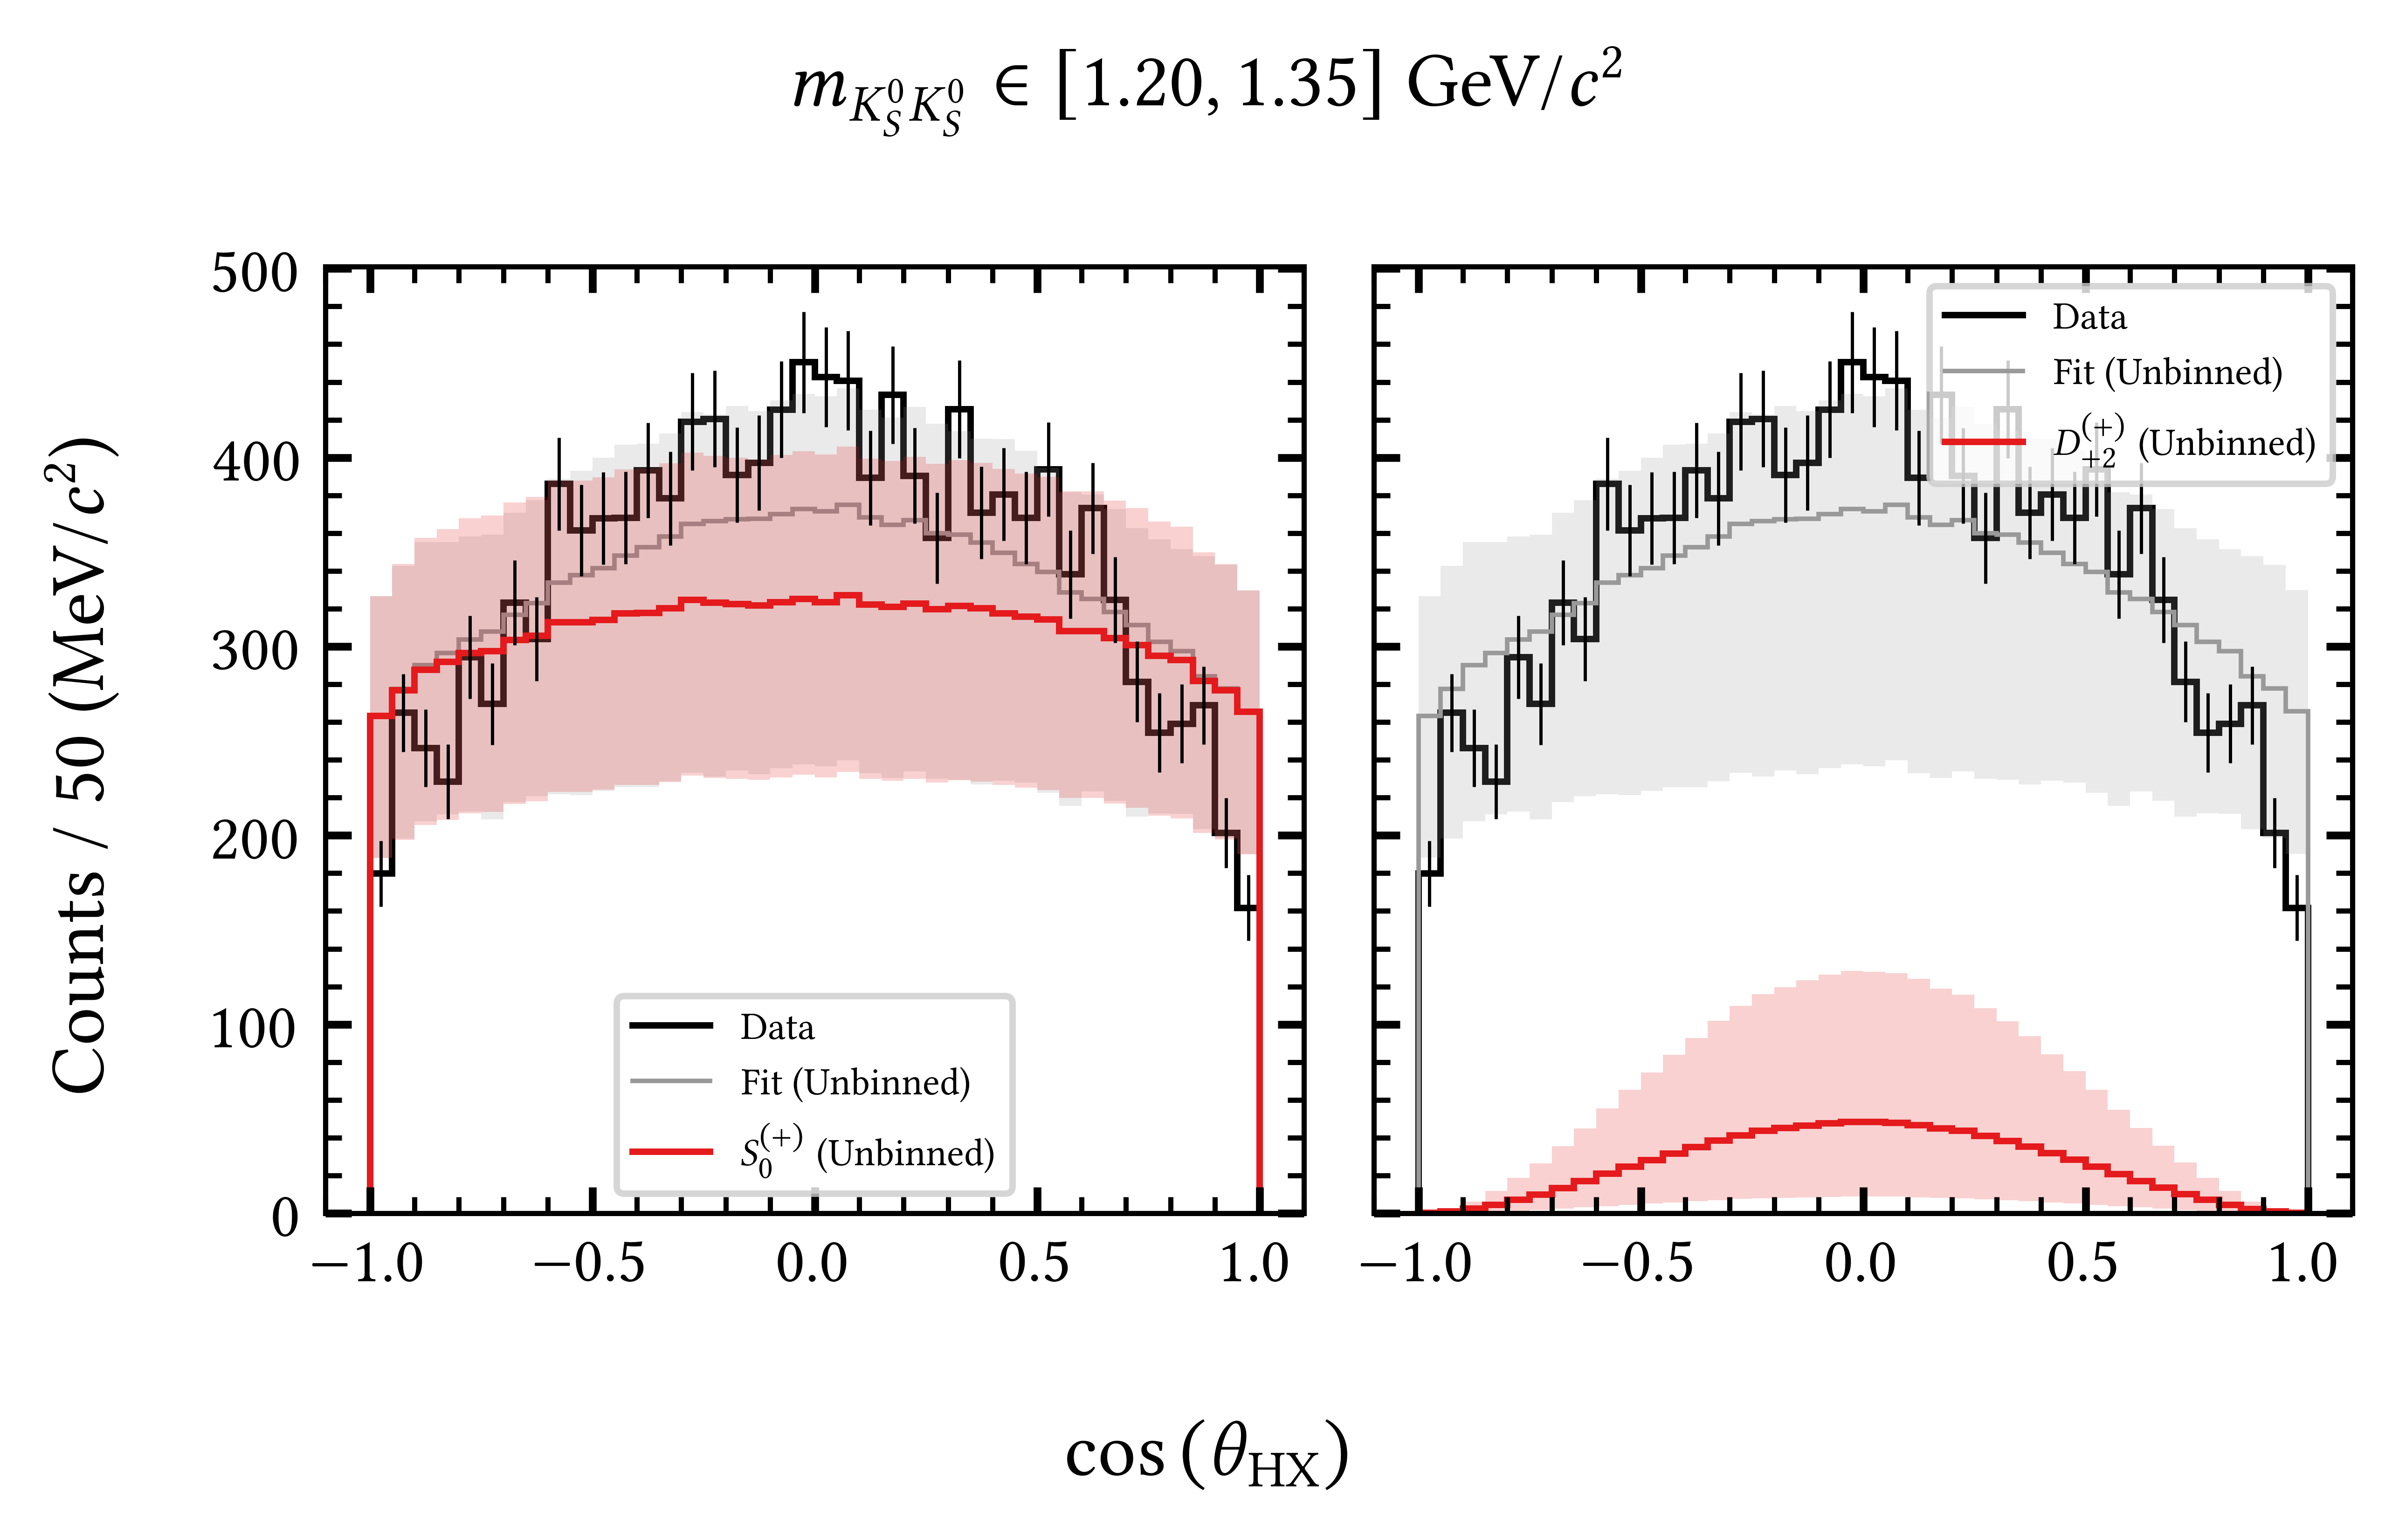 m_{K_S^0 K_S^0} ∈ [1.20, 1.35] GeV/c²
Counts / 50 (MeV/c²)
500
400
300
200
100
0
Data
Fit (Unbinned)
S_0^{(+)} (Unbinned)
−1.0 −0.5 0.0 0.5 1.0
Data
Fit (Unbinned)
D_{+2}^{(+)} (Unbinned)
−1.0 −0.5 0.0 0.5 1.0
cos (θ_HX)